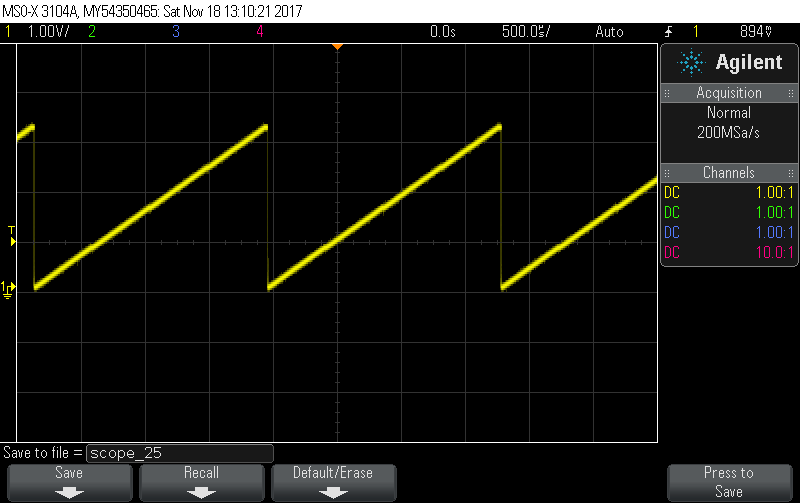 MSO-X 3104A, MY54350465: Sat Nov 18 13:10:21 2017
1 1.00V/ 2 3 4 0.0s 500.0µs/ Auto 1 894mV
Agilent
Acquisition
Normal
200MSa/s
Channels
DC 1.00:1
DC 1.00:1
DC 1.00:1
DC 10.0:1
T
1
Save to file = scope_25
Save Recall Default/Erase Press to
Save